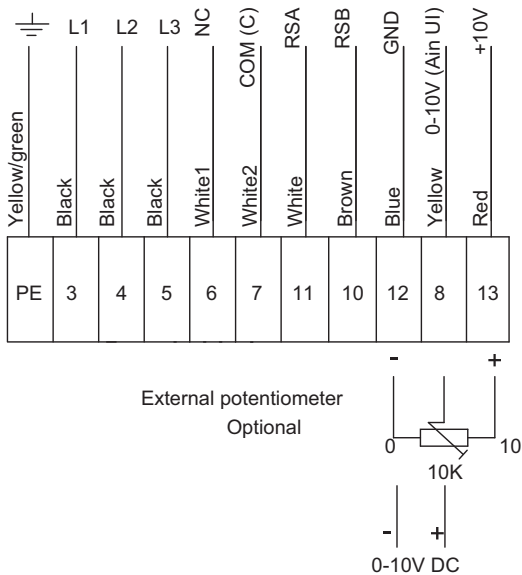 L1 L2 L3 NC COM (C) RSA RSB GND 0-10V (Ain UI) +10V
Yellow/green Black Black Black White1 White2 White Brown Blue Yellow Red
PE 3 4 5 6 7 11 10 12 8 13
- +
External potentiometer
Optional
0 10
10K
- +
0-10V DC